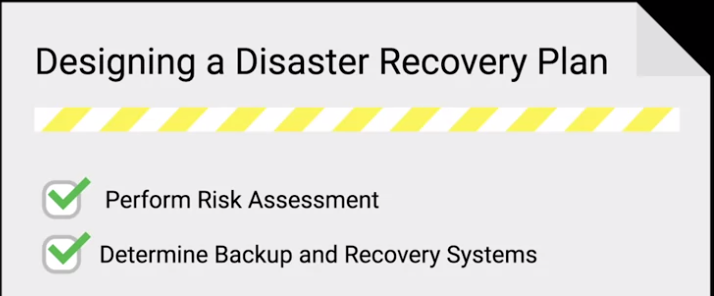 Designing a Disaster Recovery Plan
Perform Risk Assessment
Determine Backup and Recovery Systems